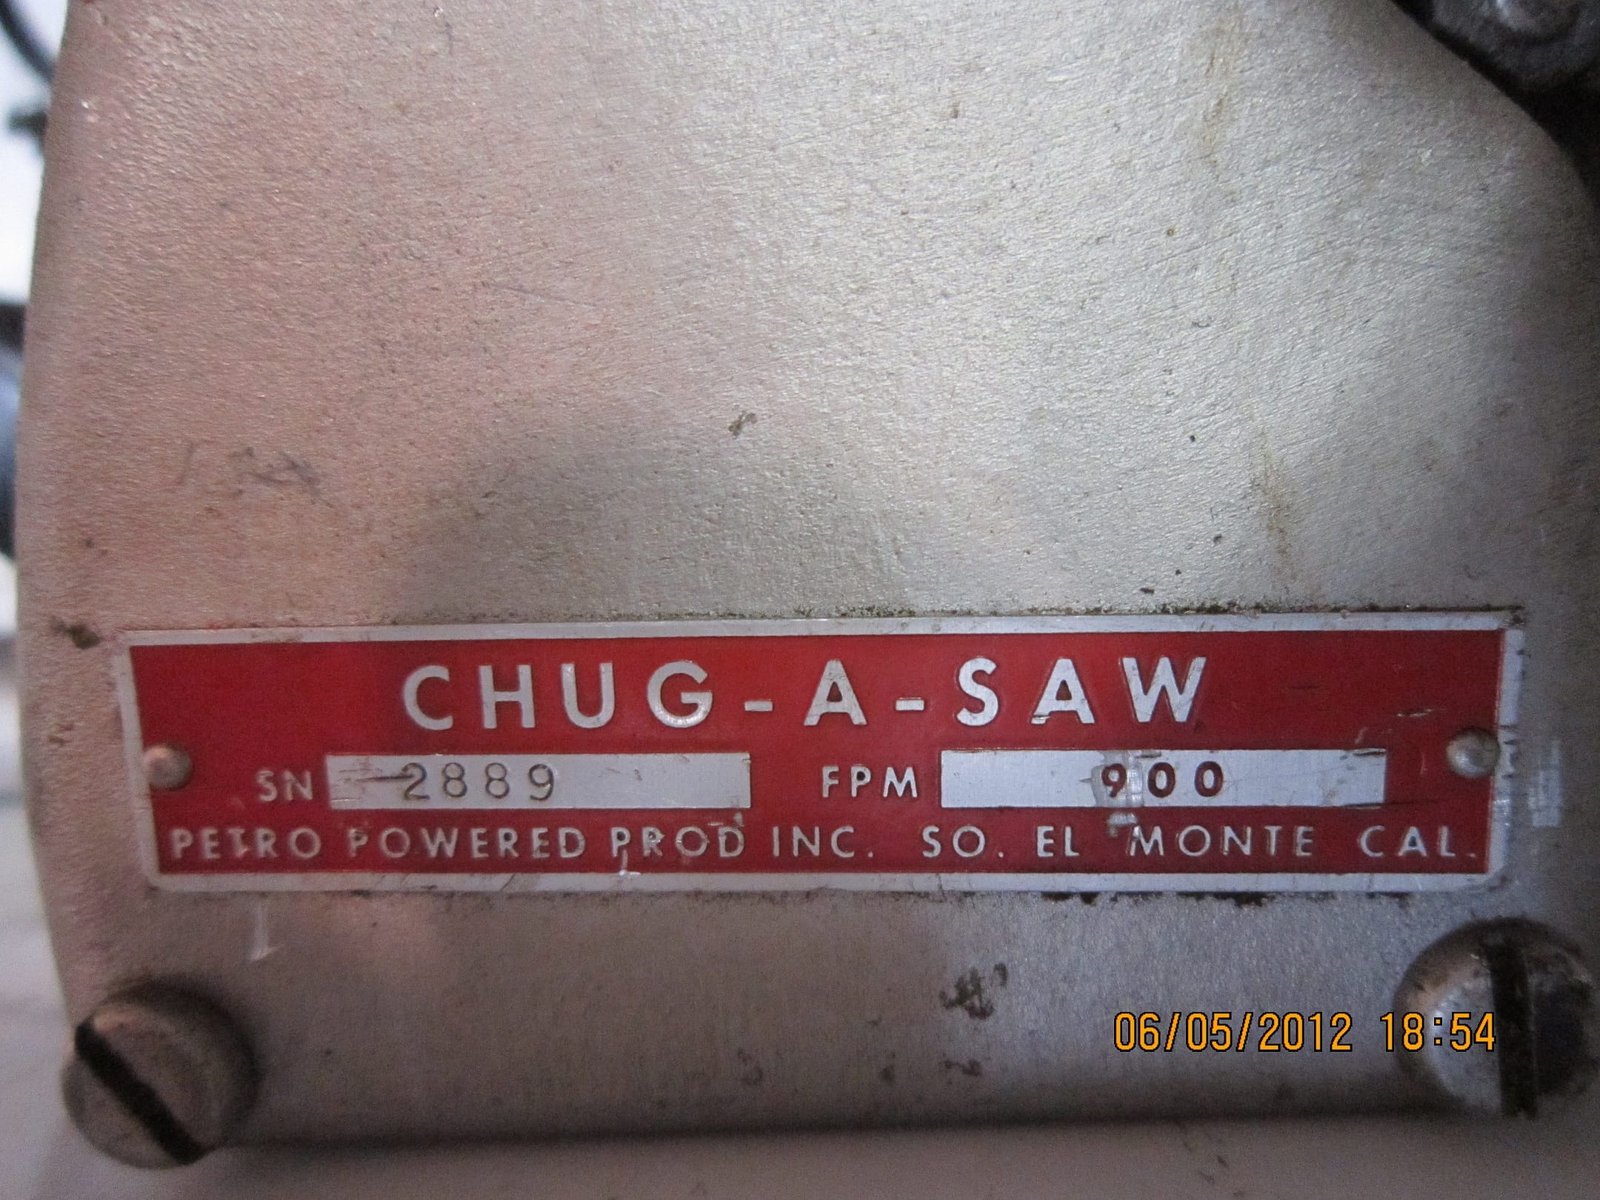 CHUG-A-SAW
SN 2889 FPM 900
PETRO POWERED PROD INC. SO. EL MONTE CAL.
06/05/2012 18:54